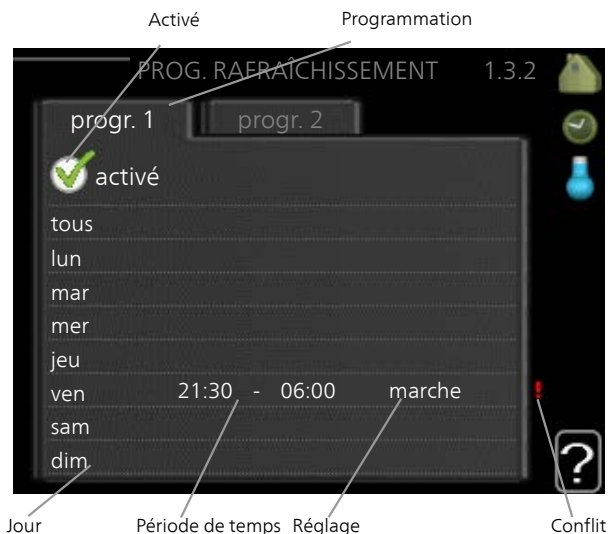 Activé Programmation
PROG. RAFRAÎCHISSEMENT 1.3.2
progr. 1 progr. 2
activé
tous
lun
mar
mer
jeu
ven 21:30 - 06:00 marche !
sam
dim
?
Jour Période de temps Réglage Conflit